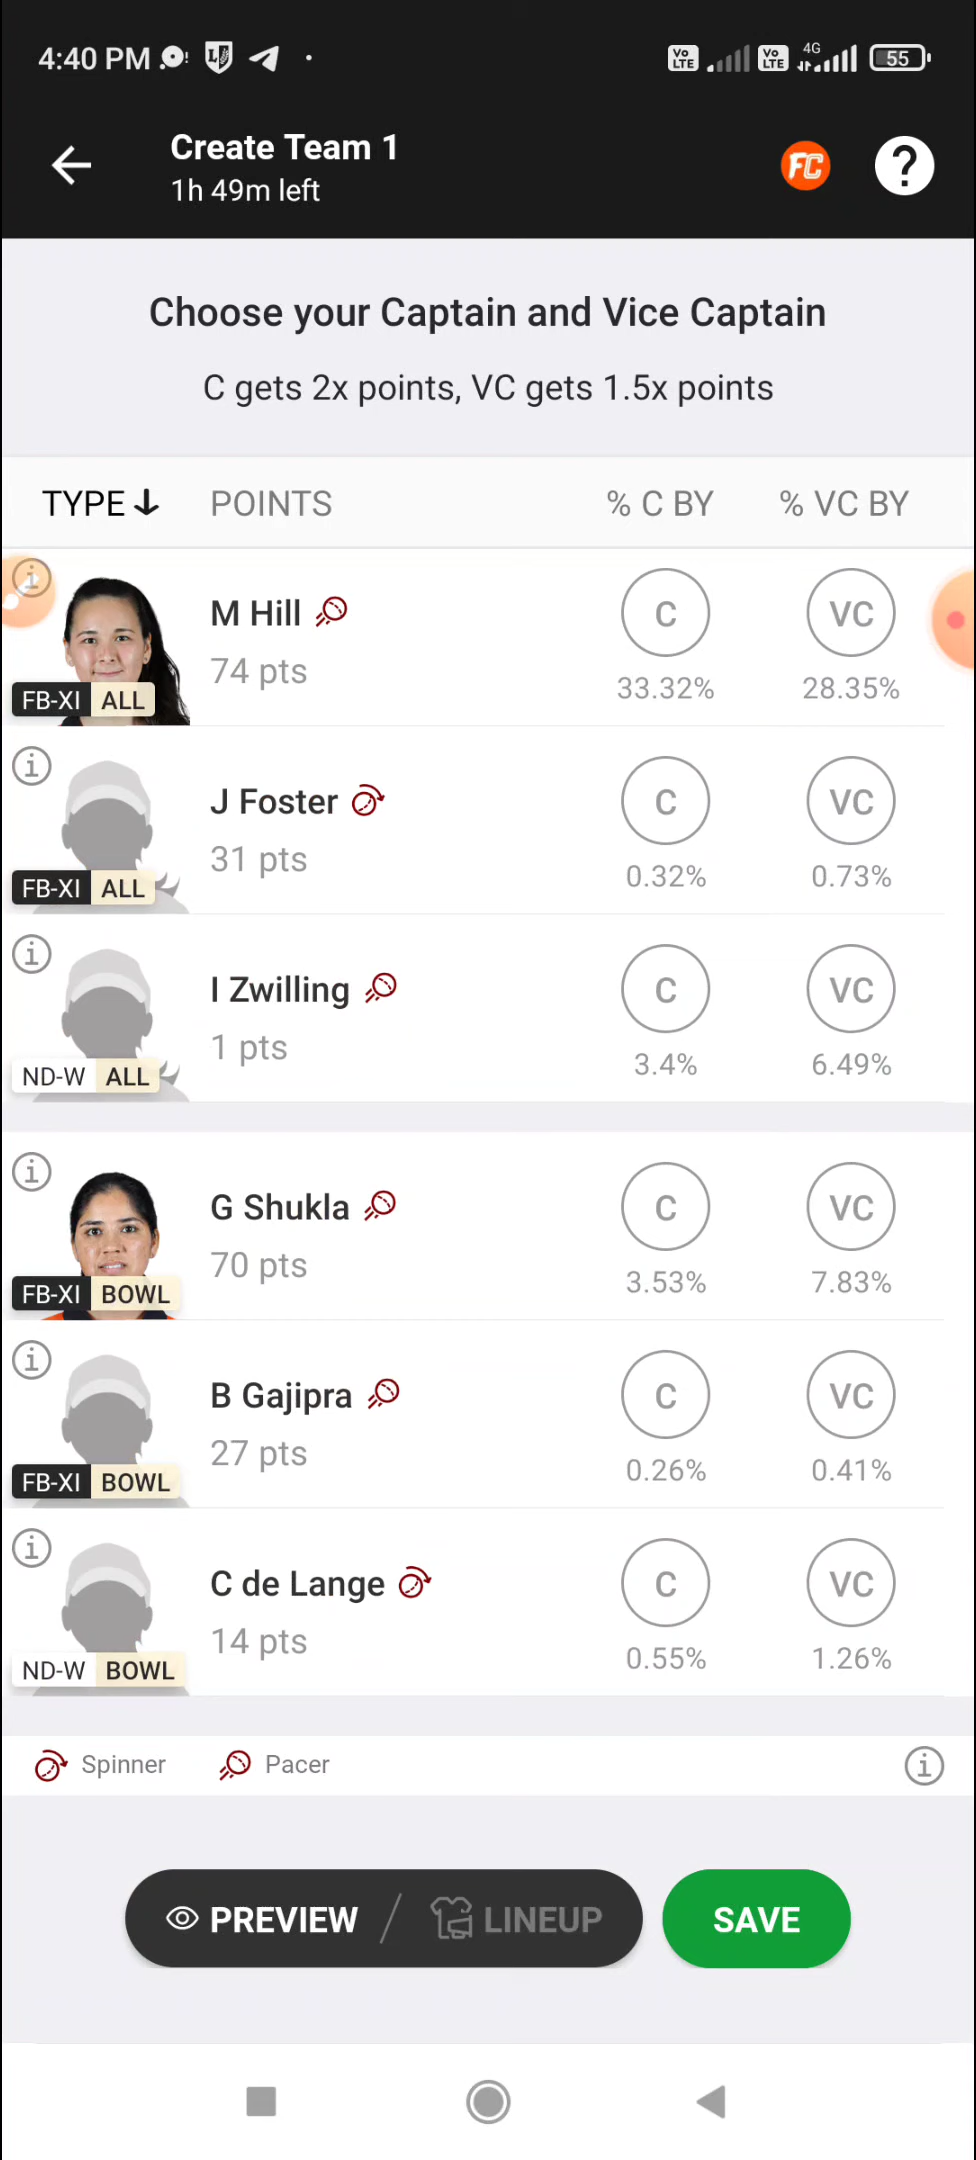 4:40 PM
Vo LTE Vo LTE 4G 55
Create Team 1
1h 49m left
FC ?
Choose your Captain and Vice Captain
C gets 2x points, VC gets 1.5x points
TYPE POINTS % C BY % VC BY
M Hill C VC
74 pts 33.32% 28.35%
FB-XI ALL
J Foster C VC
31 pts 0.32% 0.73%
FB-XI ALL
I Zwilling C VC
1 pts 3.4% 6.49%
ND-W ALL
G Shukla C VC
70 pts 3.53% 7.83%
FB-XI BOWL
B Gajipra C VC
27 pts 0.26% 0.41%
FB-XI BOWL
C de Lange C VC
14 pts 0.55% 1.26%
ND-W BOWL
Spinner Pacer
PREVIEW / LINEUP SAVE